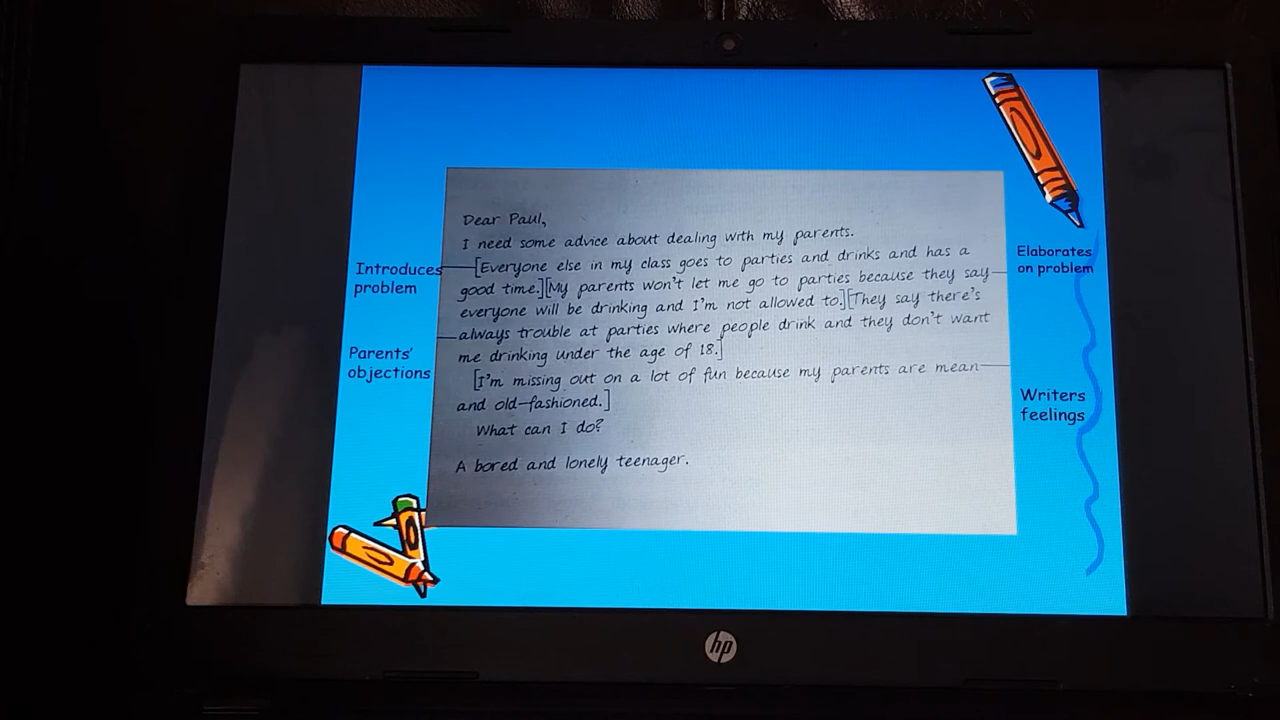 Dear Paul,
I need some advice about dealing with my parents.
[Everyone else in my class goes to parties and drinks and has a
good time.][My parents won't let me go to parties because they say
everyone will be drinking and I'm not allowed to.][They say there's
always trouble at parties where people drink and they don't want
me drinking under the age of 18.]
[I'm missing out on a lot of fun because my parents are mean
and old-fashioned.]
What can I do?
A bored and lonely teenager.
Introduces
problem
Parents'
objections
Elaborates
on problem
Writers
feelings
hp